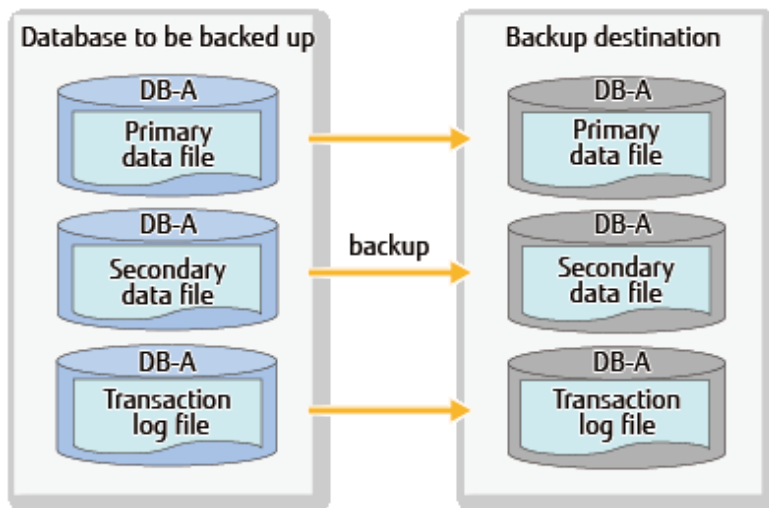 Database to be backed up
DB-A
Primary
data file
DB-A
Secondary
data file
DB-A
Transaction
log file
backup
Backup destination
DB-A
Primary
data file
DB-A
Secondary
data file
DB-A
Transaction
log file